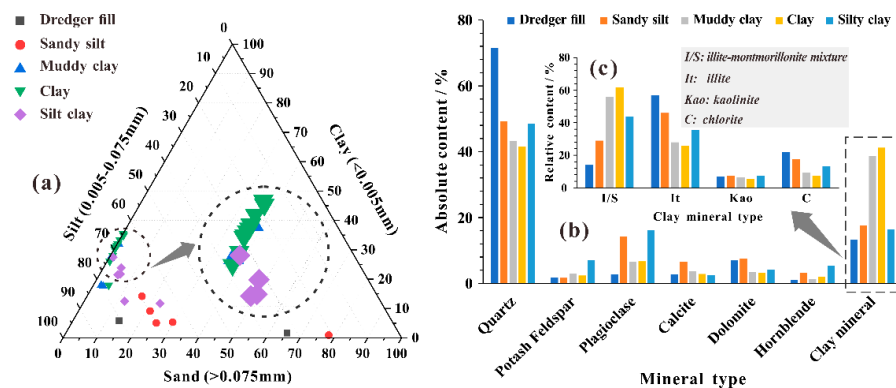 Dredger fill
Sandy silt
Muddy clay
Clay
Silt clay
(a)
0
100
10
90
20
80
30
70
40
60
50
50
60
40
70
30
80
20
90
10
100
0
Silt (0.005-0.075mm)
Clay (<0.005mm)
0 10 20 30 40 50 60 70 80 90 100
Sand (>0.075mm)
Dredger fill Sandy silt Muddy clay Clay Silty clay
Absolute content / %
80
60
40
20
0
(c)
Relative content / %
80
60
40
20
0
I/S It Kao C
Clay mineral type
I/S: illite-montmorillonite mixture
It: illite
Kao: kaolinite
C: chlorite
(b)
Quartz
Potash Feldspar
Plagioclase
Calcite
Dolomite
Hornblende
Clay mineral
Mineral type